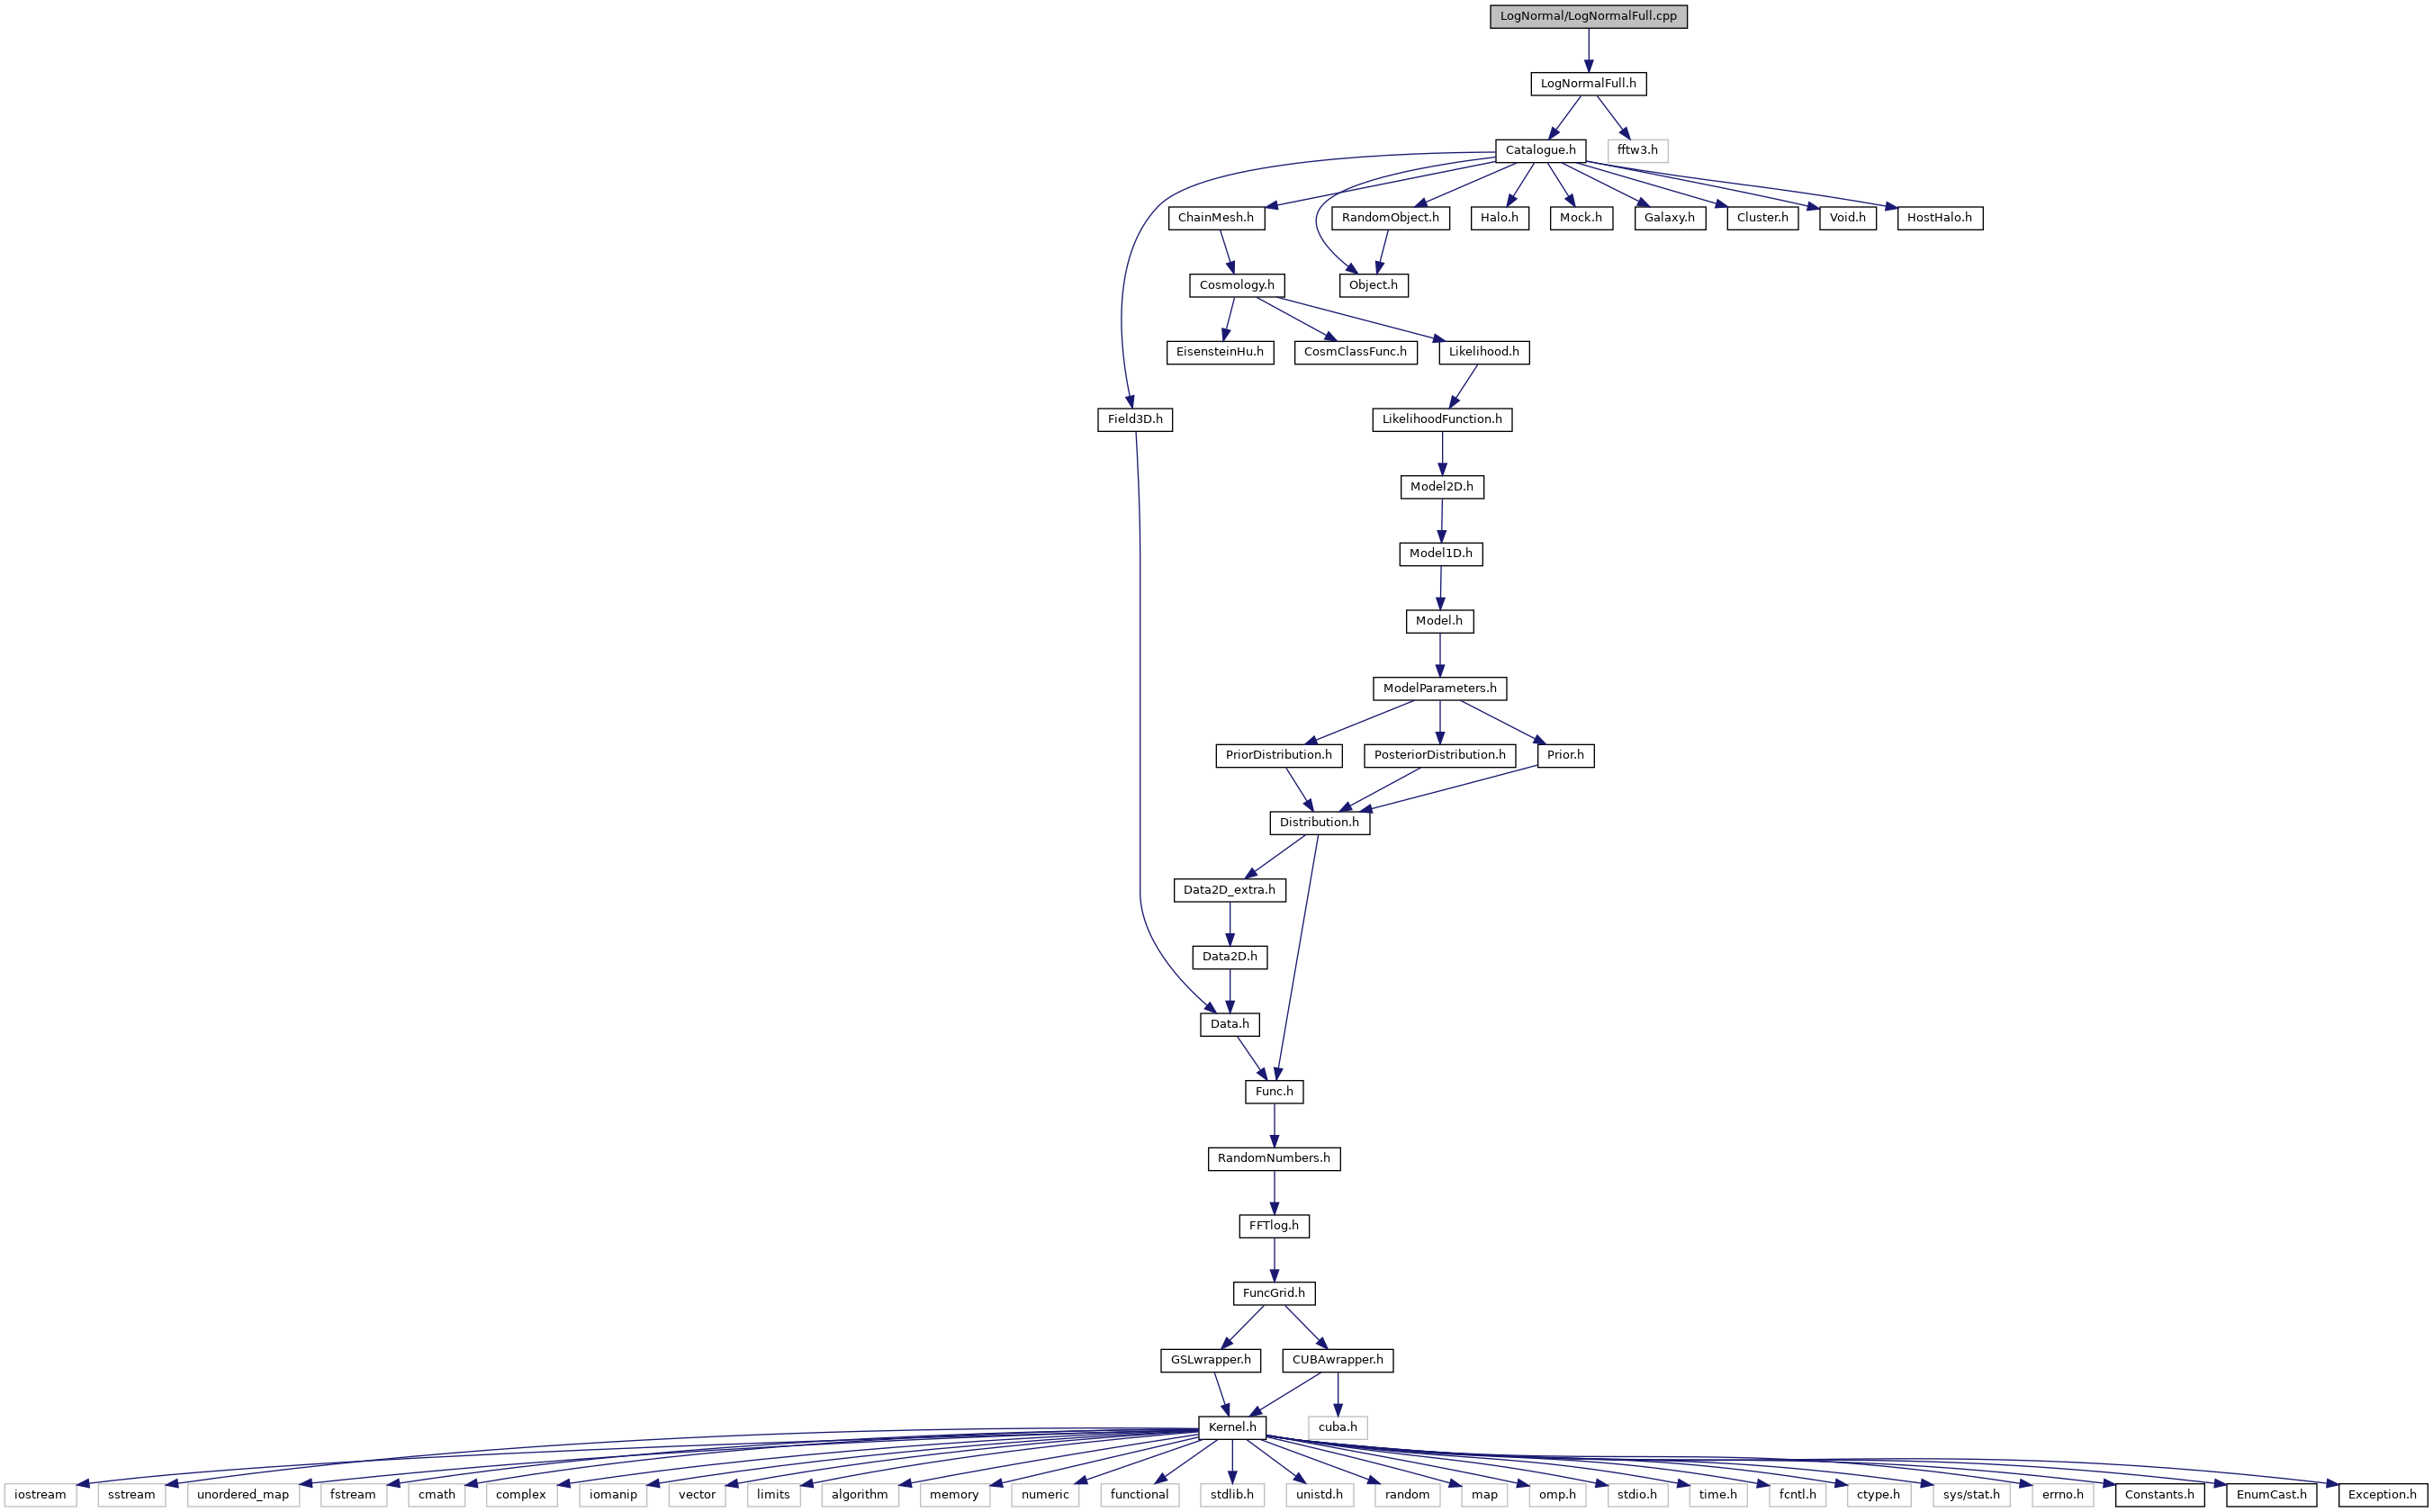 LogNormal/LogNormalFull.cpp
LogNormalFull.h
Catalogue.h
fftw3.h
ChainMesh.h
RandomObject.h
Halo.h
Mock.h
Galaxy.h
Cluster.h
Void.h
HostHalo.h
Cosmology.h
Object.h
EisensteinHu.h
CosmClassFunc.h
Likelihood.h
Field3D.h
LikelihoodFunction.h
Model2D.h
Model1D.h
Model.h
ModelParameters.h
PriorDistribution.h
PosteriorDistribution.h
Prior.h
Distribution.h
Data2D_extra.h
Data2D.h
Data.h
Func.h
RandomNumbers.h
FFTlog.h
FuncGrid.h
GSLwrapper.h
CUBAwrapper.h
Kernel.h
cuba.h
iostream
sstream
unordered_map
fstream
cmath
complex
iomanip
vector
limits
algorithm
memory
numeric
functional
stdlib.h
unistd.h
random
map
omp.h
stdio.h
time.h
fcntl.h
ctype.h
sys/stat.h
errno.h
Constants.h
EnumCast.h
Exception.h